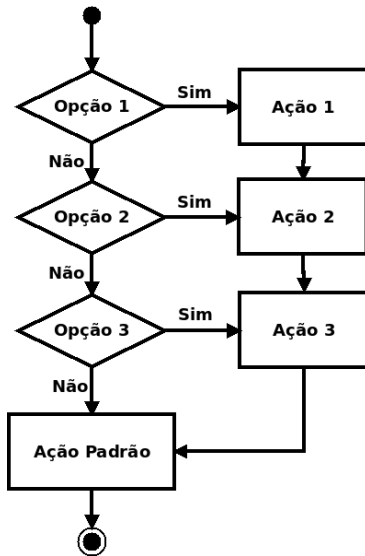 Opção 1
Sim
Ação 1
Não
Opção 2
Sim
Ação 2
Não
Opção 3
Sim
Ação 3
Não
Ação Padrão